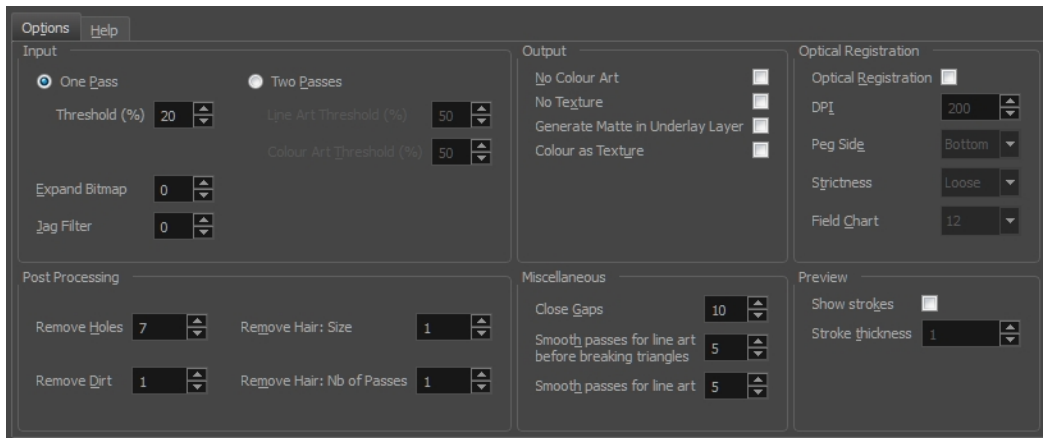 Options Help
Input
One Pass Two Passes
Threshold (%) 20 Line Art Threshold (%) 50
Colour Art Threshold (%) 50
Expand Bitmap 0
Jag Filter 0
Output
No Colour Art
No Texture
Generate Matte in Underlay Layer
Colour as Texture
Optical Registration
Optical Registration
DPI 200
Peg Side Bottom
Strictness Loose
Field Chart 12
Post Processing
Remove Holes 7 Remove Hair: Size 1
Remove Dirt 1 Remove Hair: Nb of Passes 1
Miscellaneous
Close Gaps 10
Smooth passes for line art
before breaking triangles 5
Smooth passes for line art 5
Preview
Show strokes
Stroke thickness 1